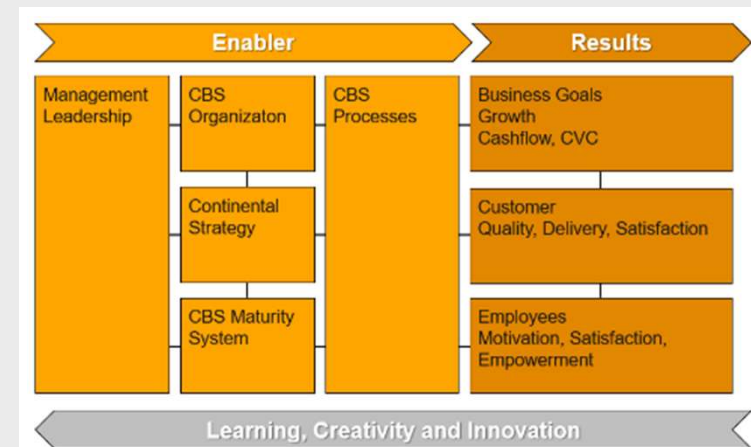 Enabler
Results
Management
Leadership
CBS
Organizaton
Continental
Strategy
CBS Maturity
System
CBS
Processes
Business Goals
Growth
Cashflow, CVC
Customer
Quality, Delivery, Satisfaction
Employees
Motivation, Satisfaction,
Empowerment
Learning, Creativity and Innovation